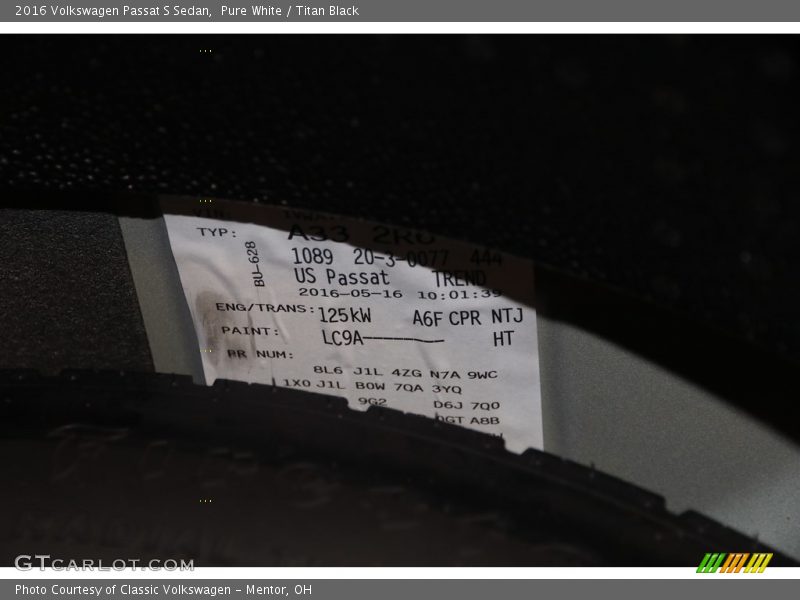 2016 Volkswagen Passat S Sedan, Pure White / Titan Black
TYP: A33 2R0
BU-628
1089 20-3-0077 444
US Passat TREND
2016-05-16 10:01:39
ENG/TRANS: 125kW A6F CPR NTJ
PAINT: LC9A---------- HT
PR NUM:
8L6 J1L 4ZG N7A 9WC
1X0 J1L B0W 7QA 3YQ
9G2 D6J 7Q0
A8B
GTCARLOT.COM
Photo Courtesy of Classic Volkswagen - Mentor, OH